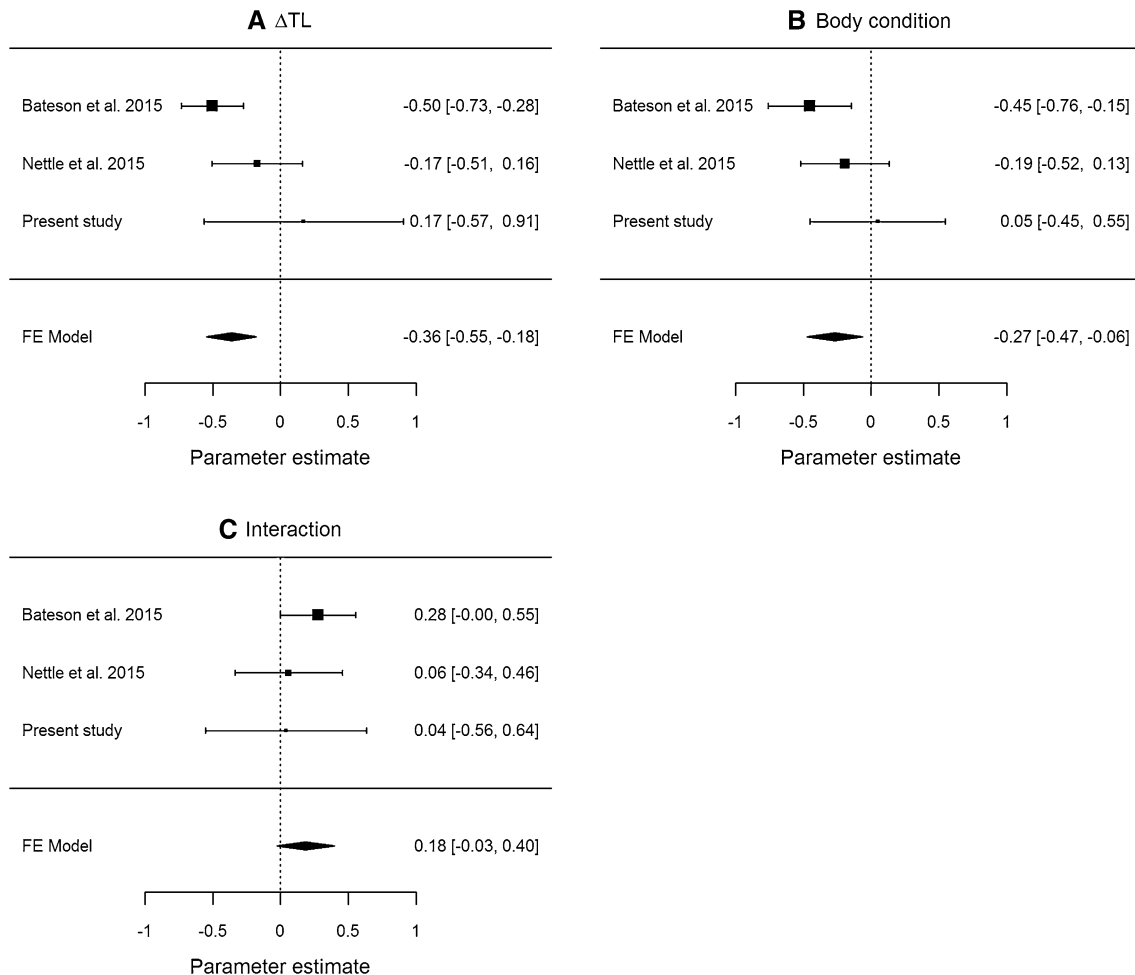 A ΔTL
Bateson et al. 2015 -0.50 [-0.73, -0.28]
Nettle et al. 2015 -0.17 [-0.51, 0.16]
Present study 0.17 [-0.57, 0.91]
FE Model -0.36 [-0.55, -0.18]
-1 -0.5 0 0.5 1
Parameter estimate
B Body condition
Bateson et al. 2015 -0.45 [-0.76, -0.15]
Nettle et al. 2015 -0.19 [-0.52, 0.13]
Present study 0.05 [-0.45, 0.55]
FE Model -0.27 [-0.47, -0.06]
-1 -0.5 0 0.5 1
Parameter estimate
C Interaction
Bateson et al. 2015 0.28 [-0.00, 0.55]
Nettle et al. 2015 0.06 [-0.34, 0.46]
Present study 0.04 [-0.56, 0.64]
FE Model 0.18 [-0.03, 0.40]
-1 -0.5 0 0.5 1
Parameter estimate